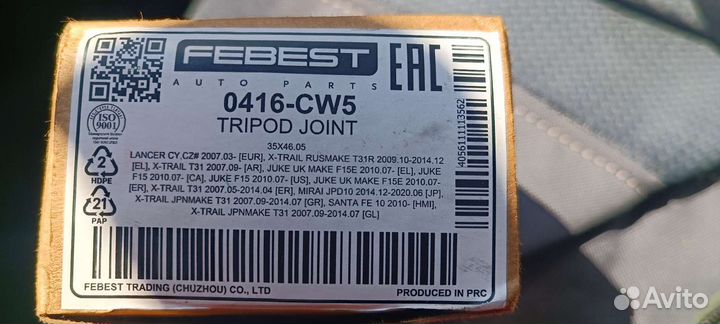 FEBEST
AUTO PARTS
EAC
0416-CW5
TRIPOD JOINT
35X46.05
ISO
9001
2
HDPE
21
PAP
LANCER CY,CZ# 2007.03- [EUR], X-TRAIL RUSMAKE T31R 2009.10-2014.12
[EL], X-TRAIL T31 2007.09- [AR], JUKE UK MAKE F15E 2010.07- [EL], JUKE
F15 2010.07- [CA], JUKE F15 2010.07- [US], JUKE UK MAKE F15E 2010.07-
[ER], X-TRAIL T31 2007.05-2014.04 [ER], MIRAI JPD10 2014.12-2020.06 [JP],
X-TRAIL JPNMAKE T31 2007.09-2014.07 [GR], SANTA FE 10 2010- [HMI],
X-TRAIL JPNMAKE T31 2007.09-2014.07 [GL]
4056111113562
FEBEST TRADING (CHUZHOU) CO., LTD
PRODUCED IN PRC
Avito